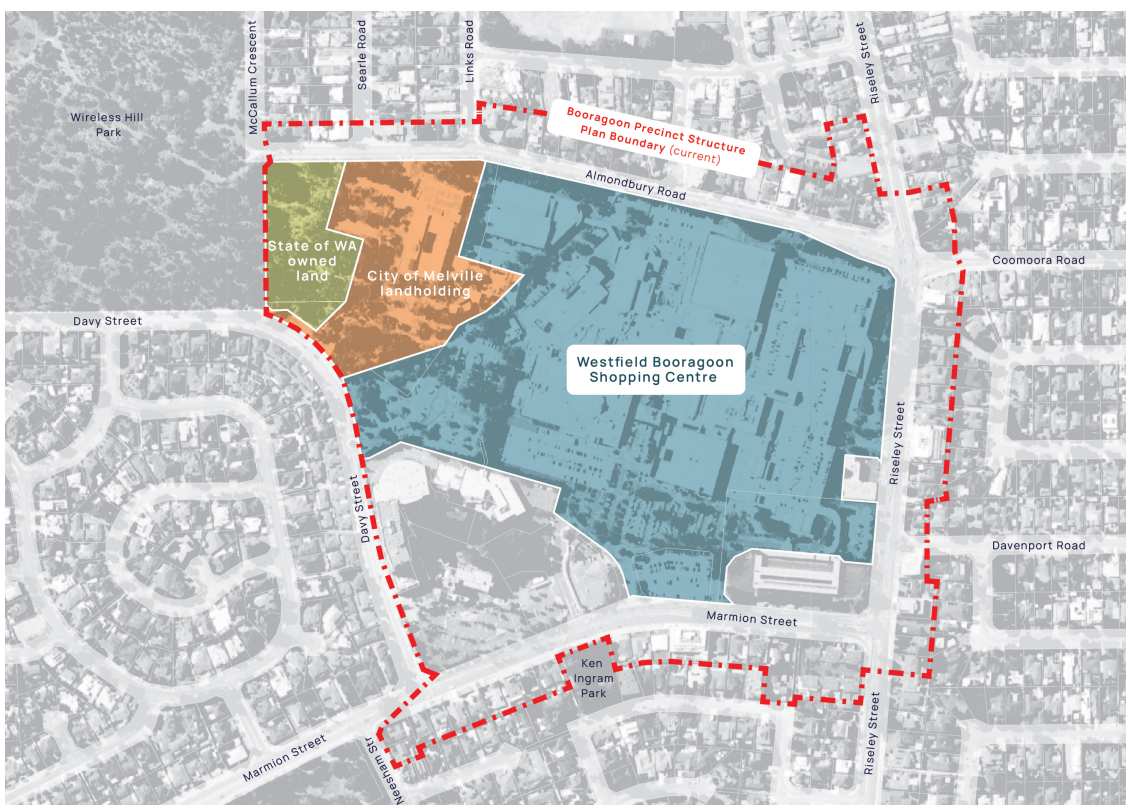 McCallum Crescent
Searle Road
Links Road
Riseley Street
Wireless Hill
Park
Booragoon Precinct Structure
Plan Boundary (current)
Almondbury Road
State of WA
owned
land
City of Melville
landholding
Coomoora Road
Davy Street
Westfield Booragoon
Shopping Centre
Riseley Street
Davy Street
Davenport Road
Marmion Street
Ken
Ingram
Park
Riseley Street
Marmion Street
Neesham Str